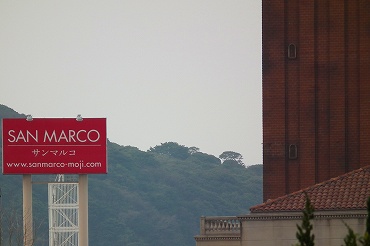 SAN MARCO
サンマルコ
www.sanmarco-moji.com